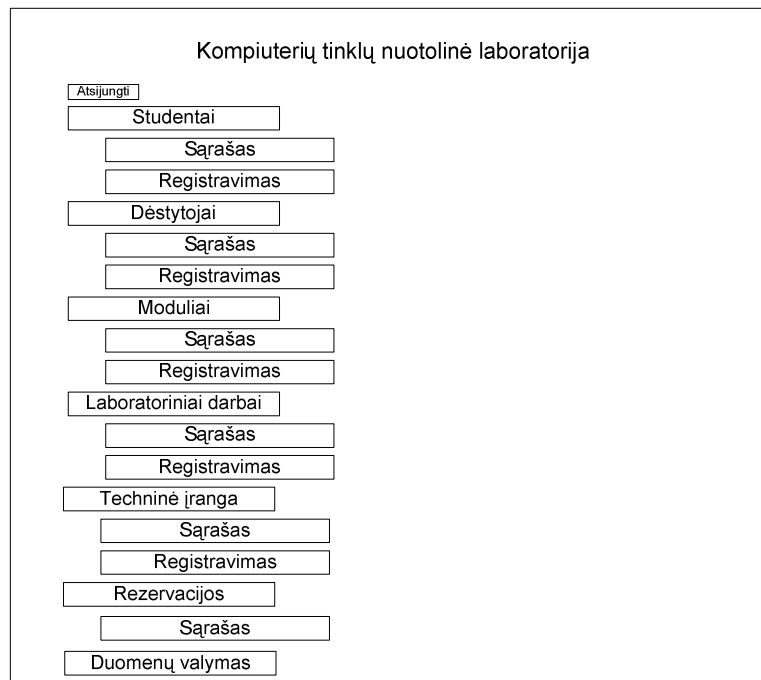 Kompiuterių tinklų nuotolinė laboratorija
Atsijungti
Studentai
Sąrašas
Registravimas
Dėstytojai
Sąrašas
Registravimas
Moduliai
Sąrašas
Registravimas
Laboratoriniai darbai
Sąrašas
Registravimas
Techninė įranga
Sąrašas
Registravimas
Rezervacijos
Sąrašas
Duomenų valymas